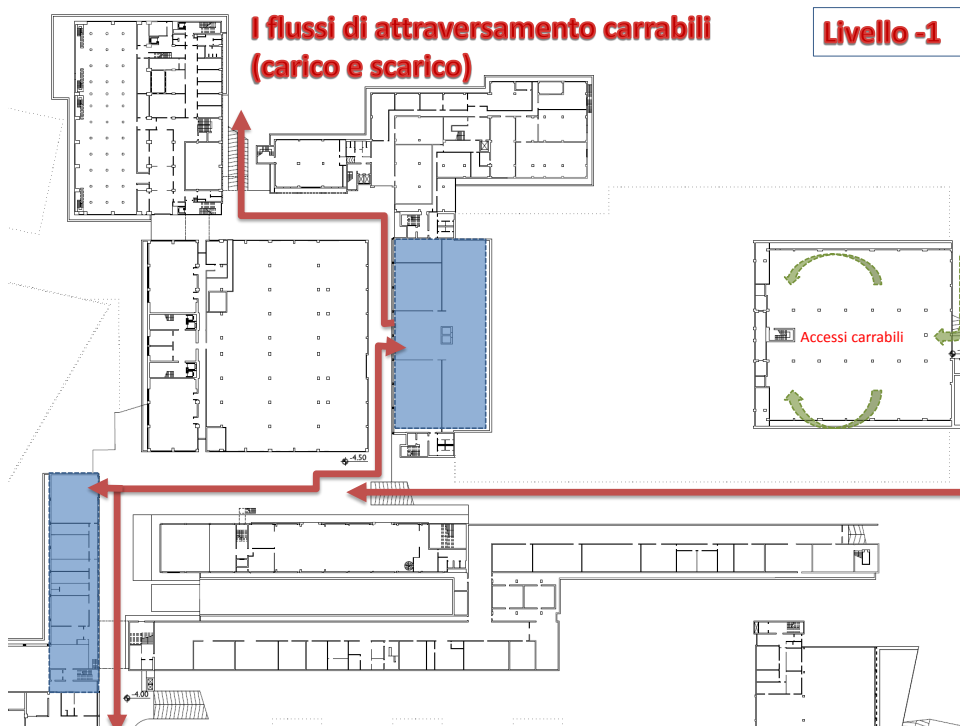 I flussi di attraversamento carrabili
(carico e scarico)
Livello -1
Accessi carrabili
-4.50
-4.00